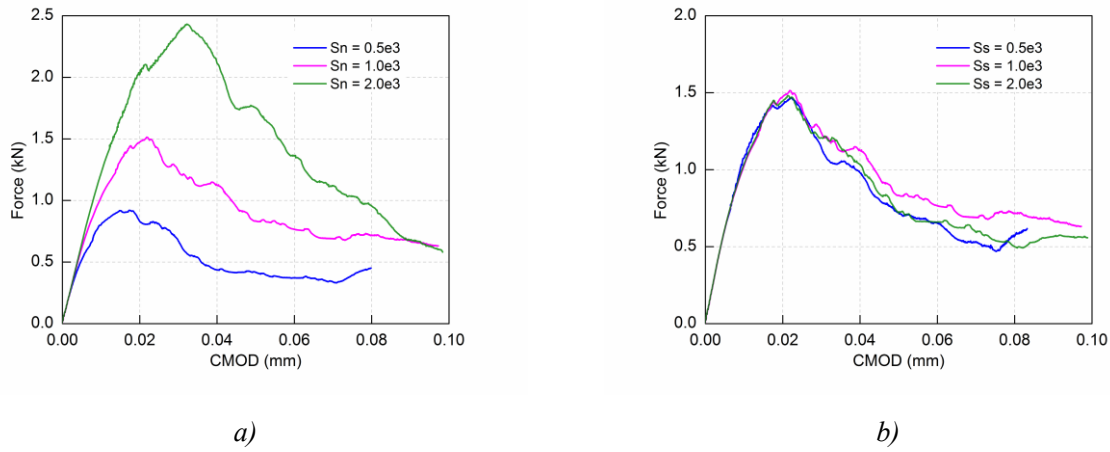 2.5
2.0
1.5
1.0
0.5
0.0
Force (kN)
Sn = 0.5e3
Sn = 1.0e3
Sn = 2.0e3
0.00 0.02 0.04 0.06 0.08 0.10
CMOD (mm)
a)
2.0
1.5
1.0
0.5
0.0
Force (kN)
Ss = 0.5e3
Ss = 1.0e3
Ss = 2.0e3
0.00 0.02 0.04 0.06 0.08 0.10
CMOD (mm)
b)